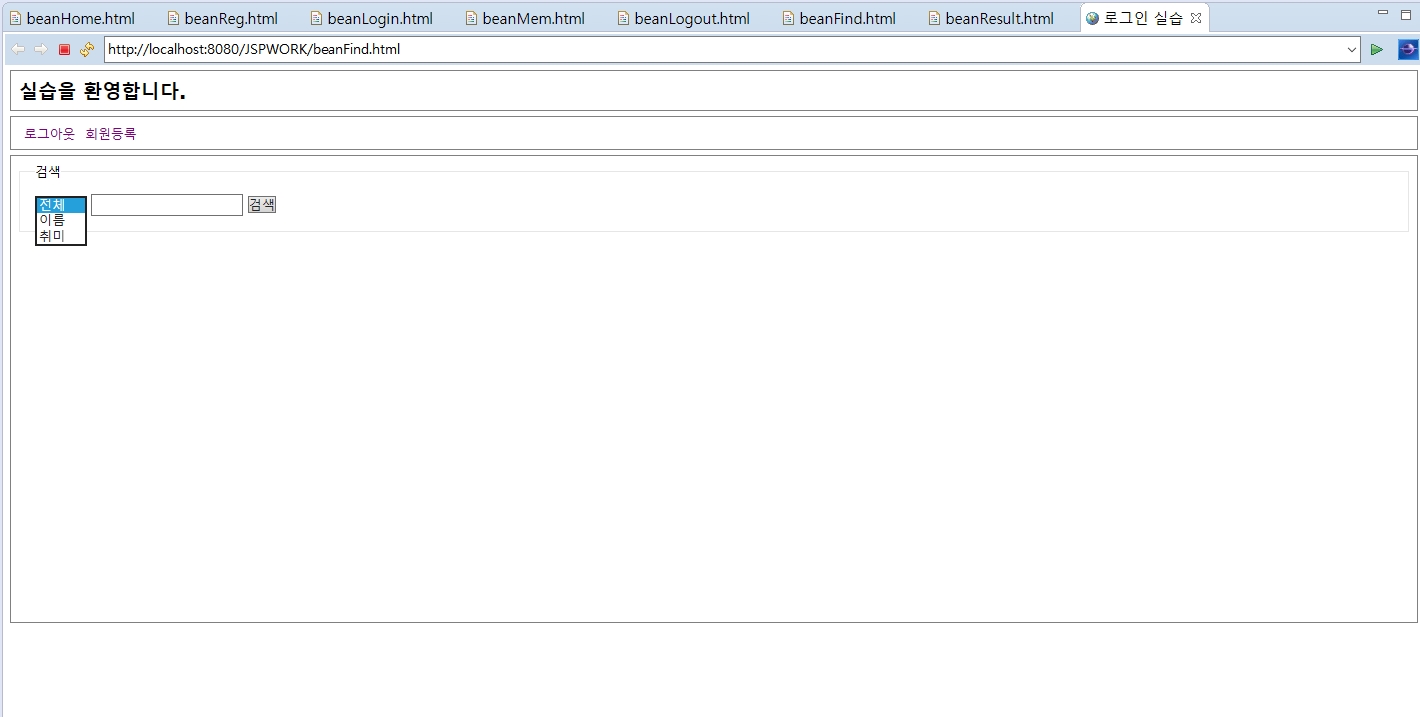 beanHome.html beanReg.html beanLogin.html beanMem.html beanLogout.html beanFind.html beanResult.html 로그인 실습
http://localhost:8080/JSPWORK/beanFind.html
실습을 환영합니다.
로그아웃 회원등록
검색
전체 검색
이름
취미